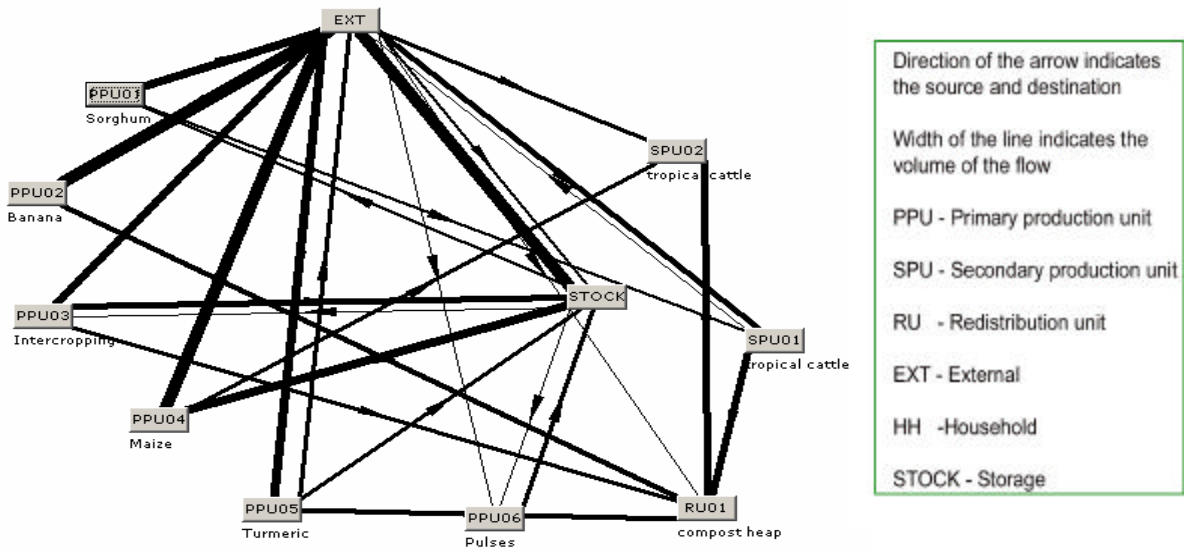 EXT
PPU01
Sorghum
SPU02
tropical cattle
PPU02
Banana
STOCK
PPU03
Intercropping
SPU01
tropical cattle
PPU04
Maize
PPU05
Turmeric
PPU06
Pulses
RU01
compost heap
Direction of the arrow indicates
the source and destination
Width of the line indicates the
volume of the flow
PPU - Primary production unit
SPU - Secondary production unit
RU - Redistribution unit
EXT - External
HH -Household
STOCK - Storage